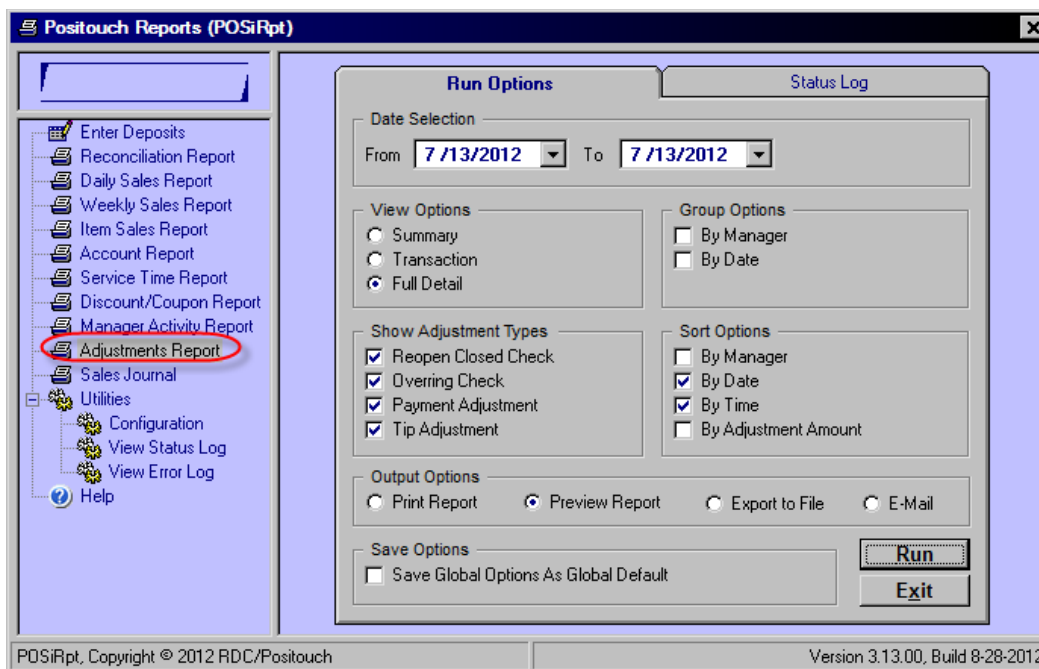 Positouch Reports (POSiRpt)
Enter Deposits
Reconciliation Report
Daily Sales Report
Weekly Sales Report
Item Sales Report
Account Report
Service Time Report
Discount/Coupon Report
Manager Activity Report
Adjustments Report
Sales Journal
Utilities
Configuration
View Status Log
View Error Log
Help
Run Options
Status Log
Date Selection
From 7 /13/2012 To 7 /13/2012
View Options
Summary
Transaction
Full Detail
Group Options
By Manager
By Date
Show Adjustment Types
Reopen Closed Check
Overring Check
Payment Adjustment
Tip Adjustment
Sort Options
By Manager
By Date
By Time
By Adjustment Amount
Output Options
Print Report Preview Report Export to File E-Mail
Save Options
Save Global Options As Global Default
Run
Exit
POSiRpt, Copyright © 2012 RDC/Positouch
Version 3.13.00, Build 8-28-2012